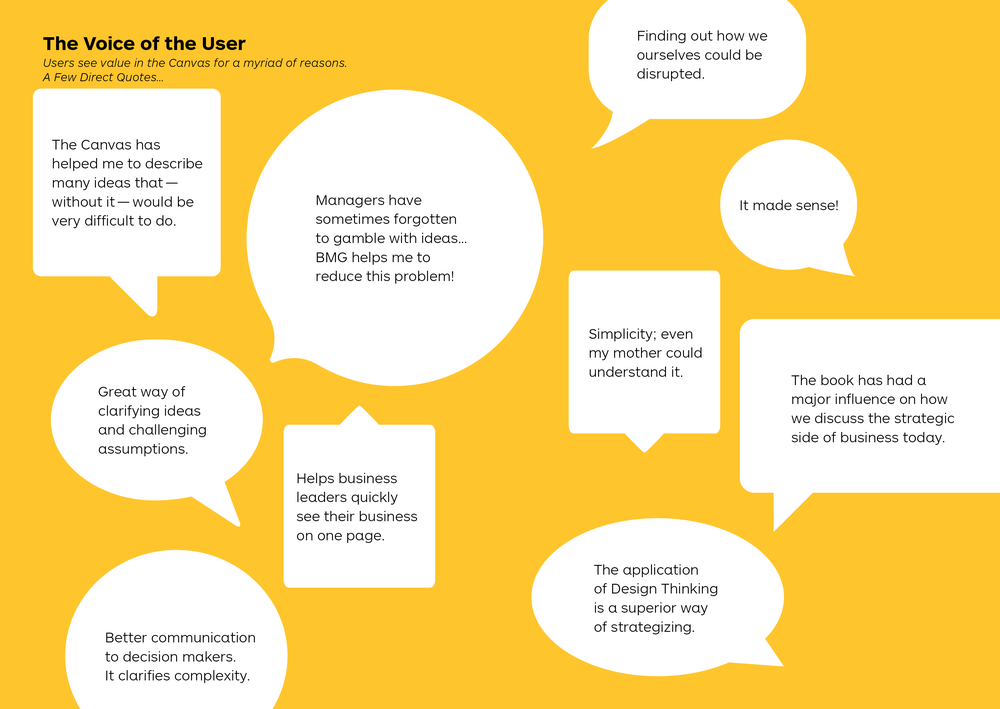 The Voice of the User
Users see value in the Canvas for a myriad of reasons.
A Few Direct Quotes...
The Canvas has
helped me to describe
many ideas that —
without it — would be
very difficult to do.
Managers have
sometimes forgotten
to gamble with ideas...
BMG helps me to
reduce this problem!
Great way of
clarifying ideas
and challenging
assumptions.
Helps business
leaders quickly
see their business
on one page.
Better communication
to decision makers.
It clarifies complexity.
Finding out how we
ourselves could be
disrupted.
It made sense!
Simplicity; even
my mother could
understand it.
The book has had a
major influence on how
we discuss the strategic
side of business today.
The application
of Design Thinking
is a superior way
of strategizing.